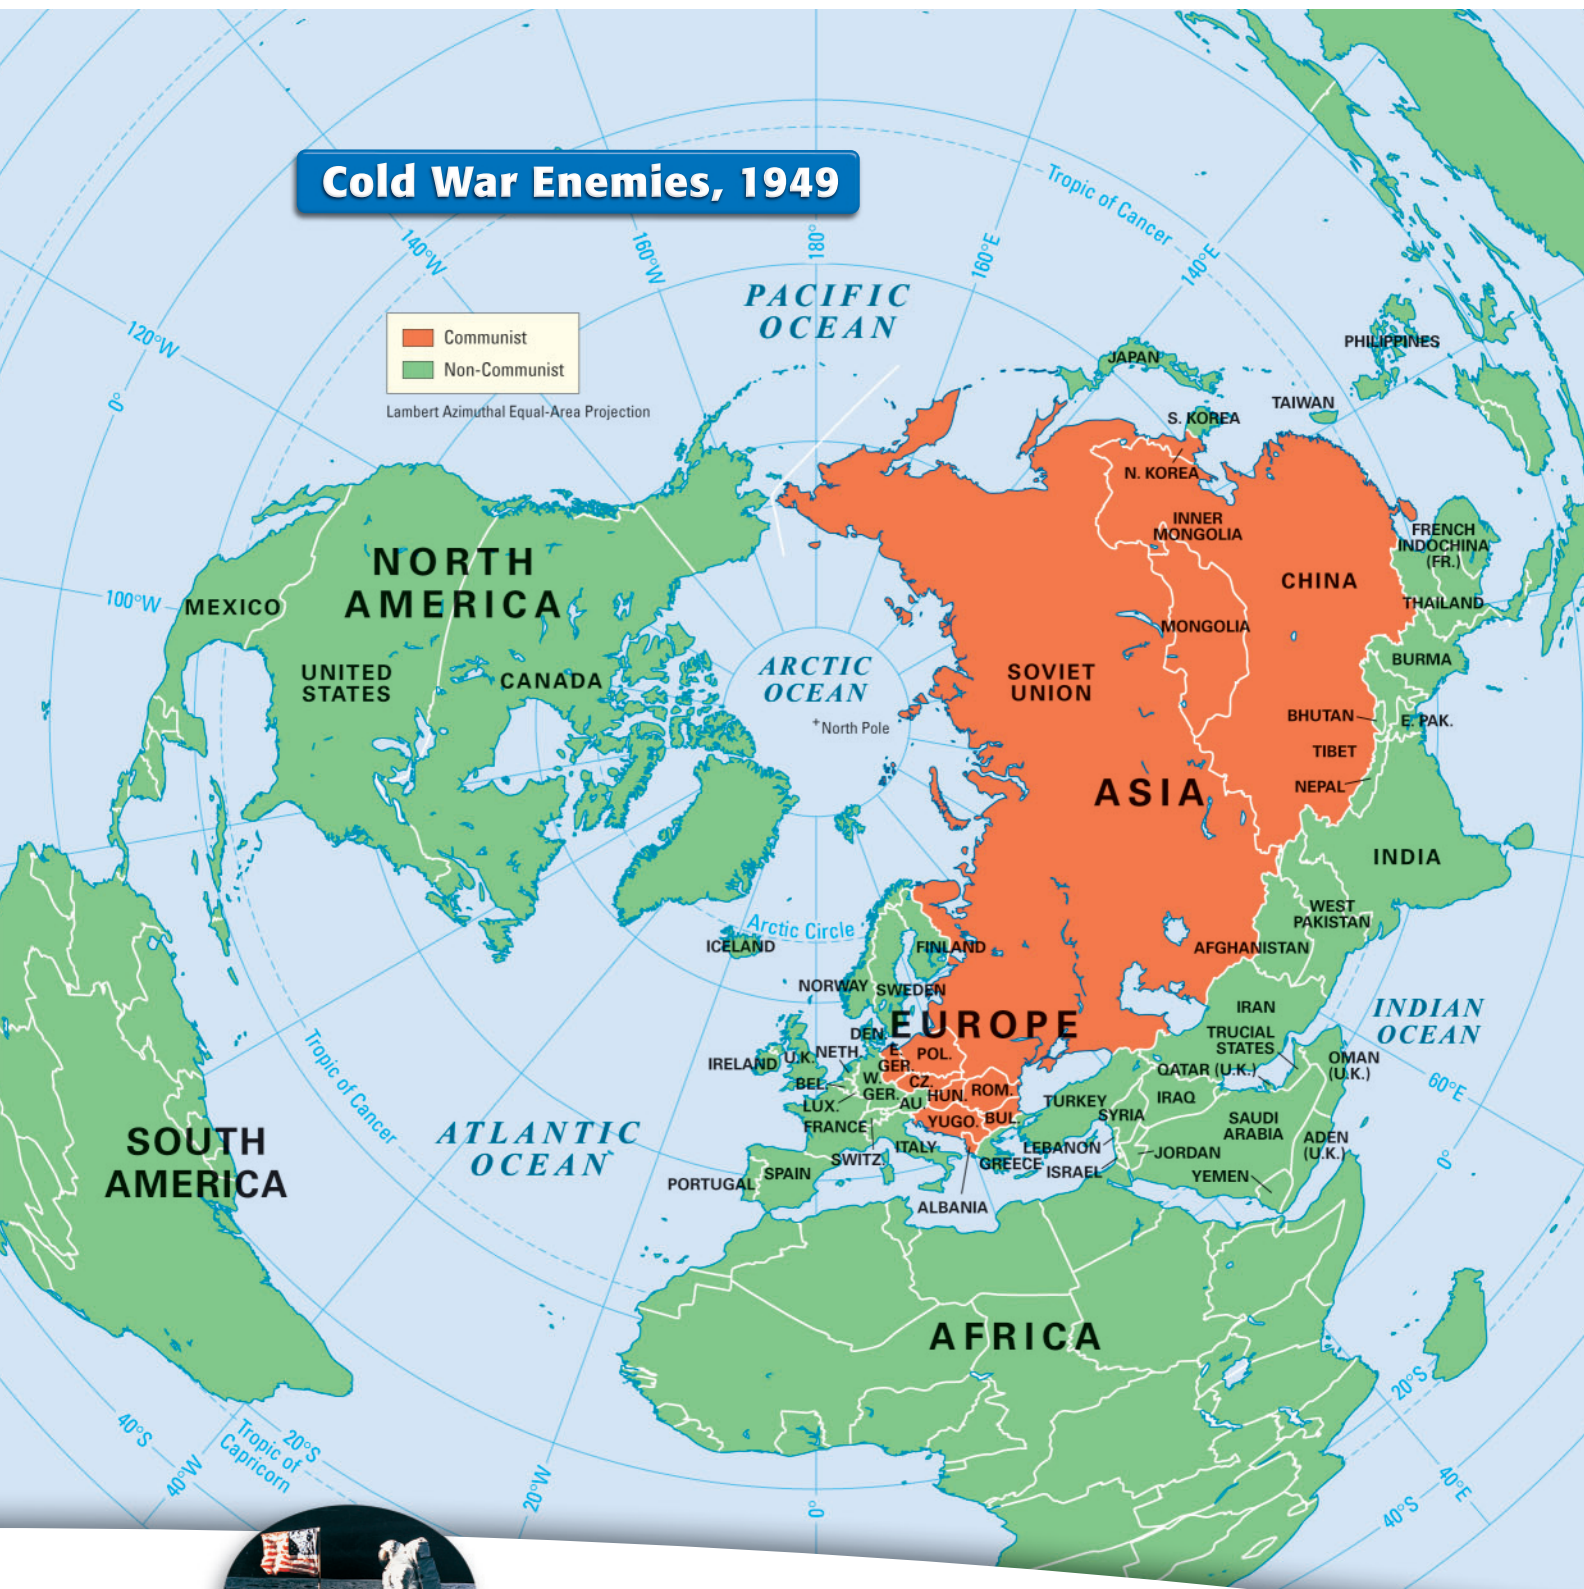 Cold War Enemies, 1949
Communist
Non-Communist
Lambert Azimuthal Equal-Area Projection
140°W
160°W
180°
160°E
Tropic of Cancer
140°E
120°W
0°
100°W
PACIFIC
OCEAN
PHILIPPINES
JAPAN
TAIWAN
S. KOREA
N. KOREA
INNER
MONGOLIA
FRENCH
INDOCHINA
(FR.)
CHINA
THAILAND
MONGOLIA
BURMA
NORTH
AMERICA
MEXICO
UNITED
STATES
CANADA
ARCTIC
OCEAN
+North Pole
SOVIET
UNION
BHUTAN
E. PAK.
TIBET
NEPAL
ASIA
INDIA
WEST
PAKISTAN
AFGHANISTAN
Arctic Circle
ICELAND
FINLAND
NORWAY
SWEDEN
IRAN
INDIAN
OCEAN
EUROPE
DEN.
TRUCIAL
STATES
OMAN
(U.K.)
IRELAND
U.K.
NETH.
E.
GER.
POL.
QATAR (U.K.)
60°E
BEL.
W.
GER.
CZ.
HUN.
ROM.
LUX.
AU.
TURKEY
IRAQ
FRANCE
YUGO.
BUL.
SYRIA
SAUDI
ARABIA
ADEN
(U.K.)
Tropic of Cancer
ATLANTIC
OCEAN
SWITZ.
ITALY
LEBANON
JORDAN
0°
GREECE
ISRAEL
YEMEN
PORTUGAL
SPAIN
ALBANIA
SOUTH
AMERICA
AFRICA
20°S
40°S
Tropic of
Capricorn
20°S
40°W
20°W
0°
40°E
40°S